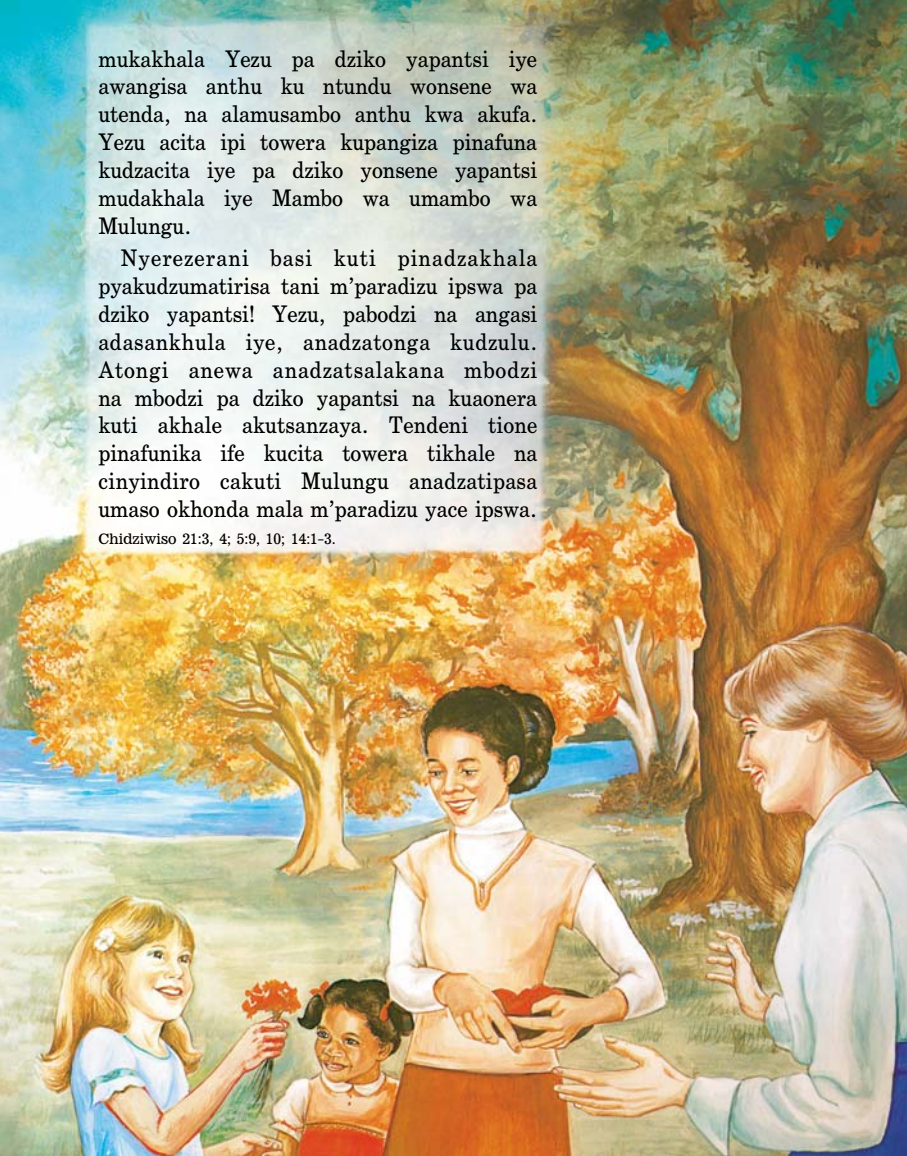 mukakhala Yezu pa dziko yapantsi iye
awangisa anthu ku ntundu wonsene wa
utenda, na alamusambo anthu kwa akufa.
Yezu acita ipi towera kupangiza pinafuna
kudzacita iye pa dziko yonsene yapantsi
mudakhala iye Mambo wa umambo wa
Mulungu.
Nyerezerani basi kuti pinadzakhala
pyakudzumatirisa tani m'paradizu ipswa pa
dziko yapantsi! Yezu, pabodzi na angasi
adasankhula iye, anadzatonga kudzulu.
Atongi anewa anadzatsalakana mbodzi
na mbodzi pa dziko yapantsi na kuaonera
kuti akhale akutsanzaya. Tendeni tione
pinafunika ife kucita towera tikhale na
cinyindiro cakuti Mulungu anadzatipasa
umaso okhonda mala m'paradizu yace ipswa.
Chidziwiso 21:3, 4; 5:9, 10; 14:1-3.